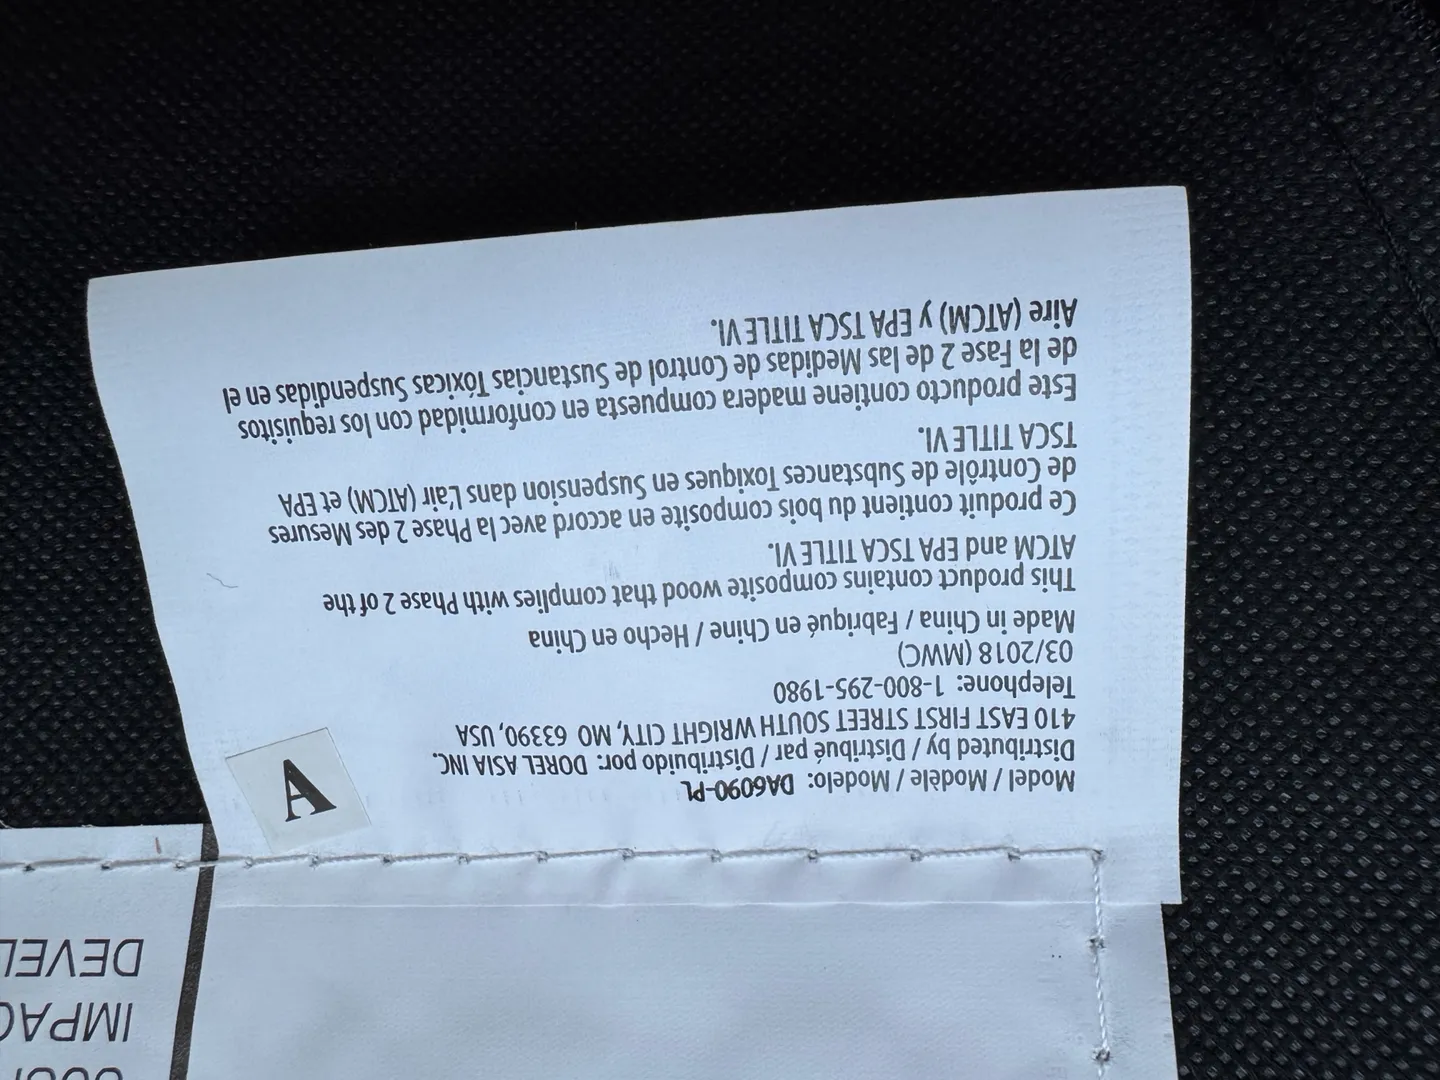 Model / Modèle / Modelo: DA6090-PL
Distributed by / Distribué par / Distribuido por: DOREL ASIA INC.
410 EAST FIRST STREET SOUTH WRIGHT CITY, MO 63390, USA
Telephone: 1-800-295-1980
03/2018 (MWC)
Made in China / Fabriqué en Chine / Hecho en China
This product contains composite wood that complies with Phase 2 of the
ATCM and EPA TSCA TITLE VI.
Ce produit contient du bois composite en accord avec la Phase 2 des Mesures
de Contrôle de Substances Toxiques en Suspension dans L'air (ATCM) et EPA
TSCA TITLE VI.
Este producto contiene madera compuesta en conformidad con los requisitos
de la Fase 2 de las Medidas de Control de Sustancias Tóxicas Suspendidas en el
Aire (ATCM) y EPA TSCA TITLE VI.
A
IMPAC
DEVEL